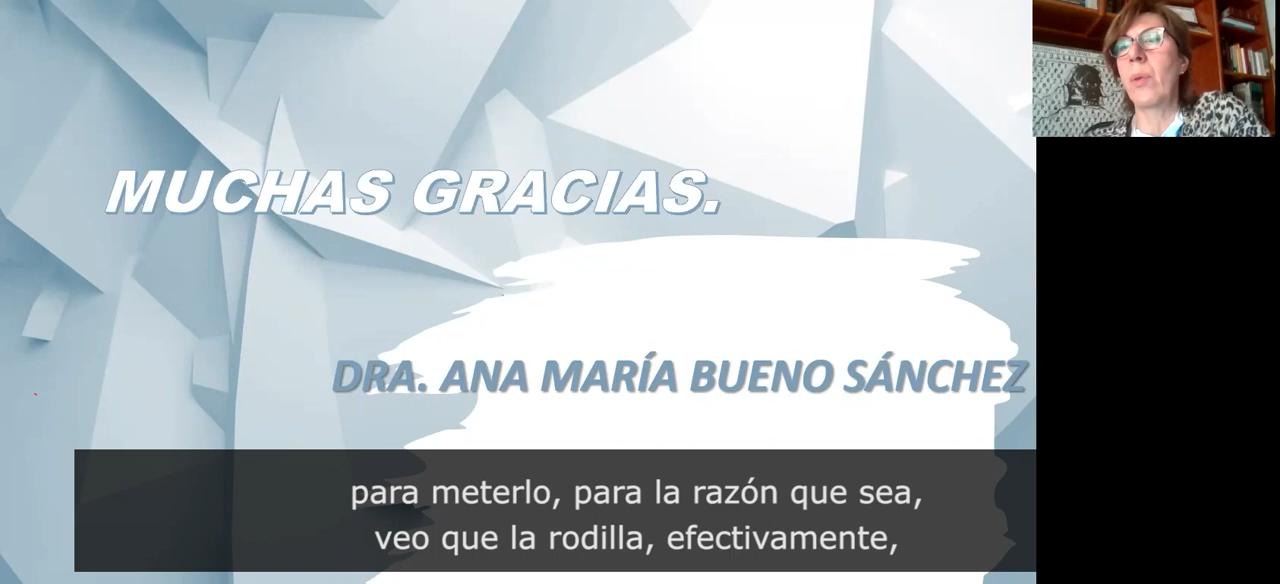 MUCHAS GRACIAS.
DRA. ANA MARÍA BUENO SÁNCHEZ
para meterlo, para la razón que sea,
veo que la rodilla, efectivamente,